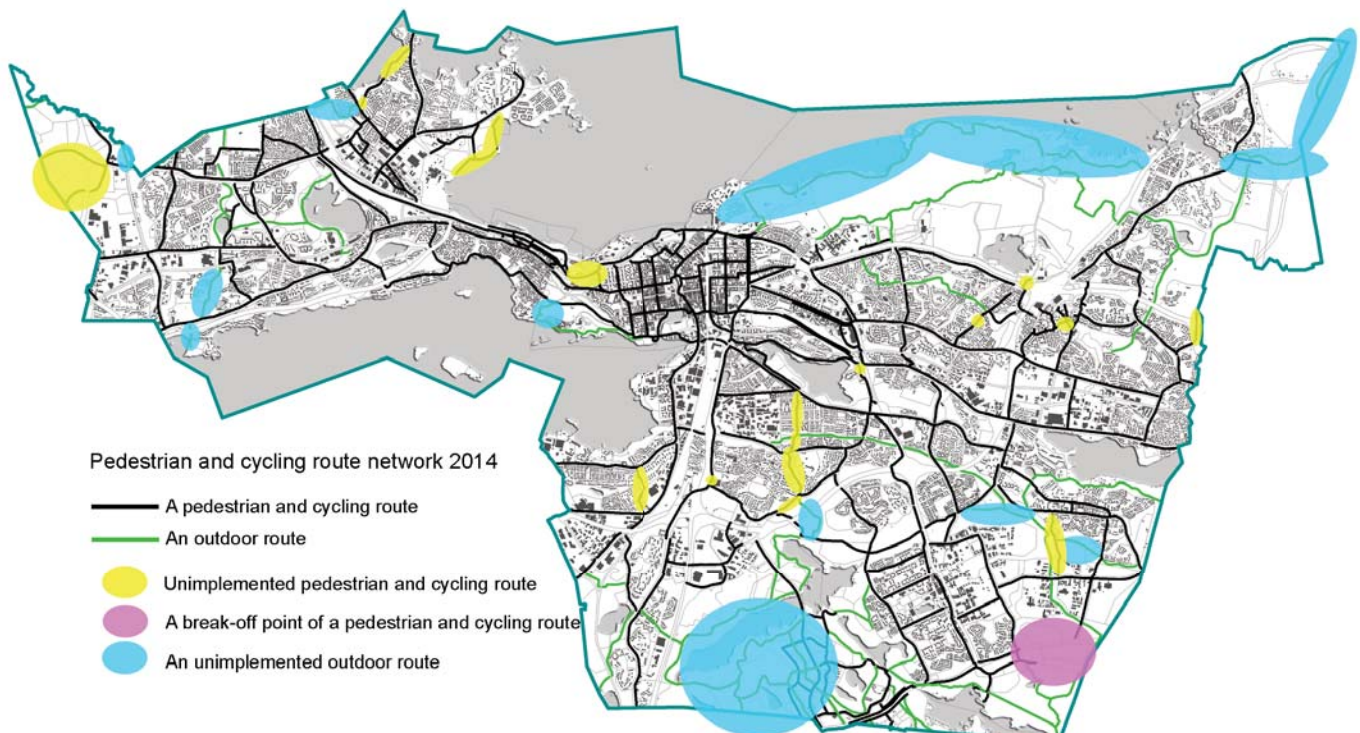 Pedestrian and cycling route network 2014
A pedestrian and cycling route
An outdoor route
Unimplemented pedestrian and cycling route
A break-off point of a pedestrian and cycling route
An unimplemented outdoor route